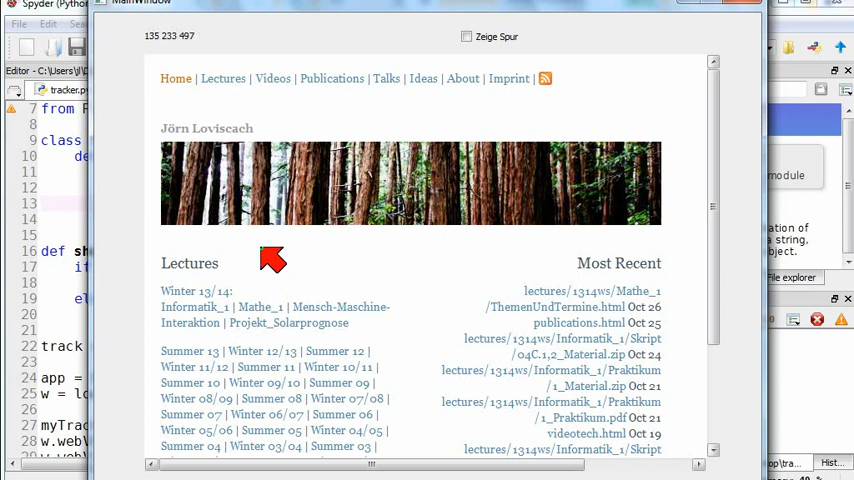 Spyder (Pytho
MainWindow
File Edit
135 233 497
Zeige Spur
Editor - C:\Users\jl\D
tracker.py
7 from
8
9 class
10 de
11
12
13
14
15
16 def sh
17 if
18
19 el
20
21
22 track
23
24 app =
25 w = lo
26
27 myTrac
28 w.webV
Home | Lectures | Videos | Publications | Talks | Ideas | About | Imprint |
Jörn Loviscach
Lectures
Winter 13/14:
Informatik_1 | Mathe_1 | Mensch-Maschine-
Interaktion | Projekt_Solarprognose
Summer 13 | Winter 12/13 | Summer 12 |
Winter 11/12 | Summer 11 | Winter 10/11 |
Summer 10 | Winter 09/10 | Summer 09 |
Winter 08/09 | Summer 08 | Winter 07/08 |
Summer 07 | Winter 06/07 | Summer 06 |
Winter 05/06 | Summer 05 | Winter 04/05 |
Summer 04 | Winter 03/04 | Summer 03 |
Most Recent
lectures/1314ws/Mathe_1
/ThemenUndTermine.html Oct 26
publications.html Oct 25
lectures/1314ws/Informatik_1/Skript
/04C.1,2_Material.zip Oct 24
lectures/1314ws/Informatik_1/Praktikum
/1_Material.zip Oct 21
lectures/1314ws/Informatik_1/Praktikum
/1_Praktikum.pdf Oct 21
videotech.html Oct 19
lectures/1314ws/Informatik_1/Skript
module
ation of
a string,
bject.
File explorer
op\tra...
Hist...
40 %